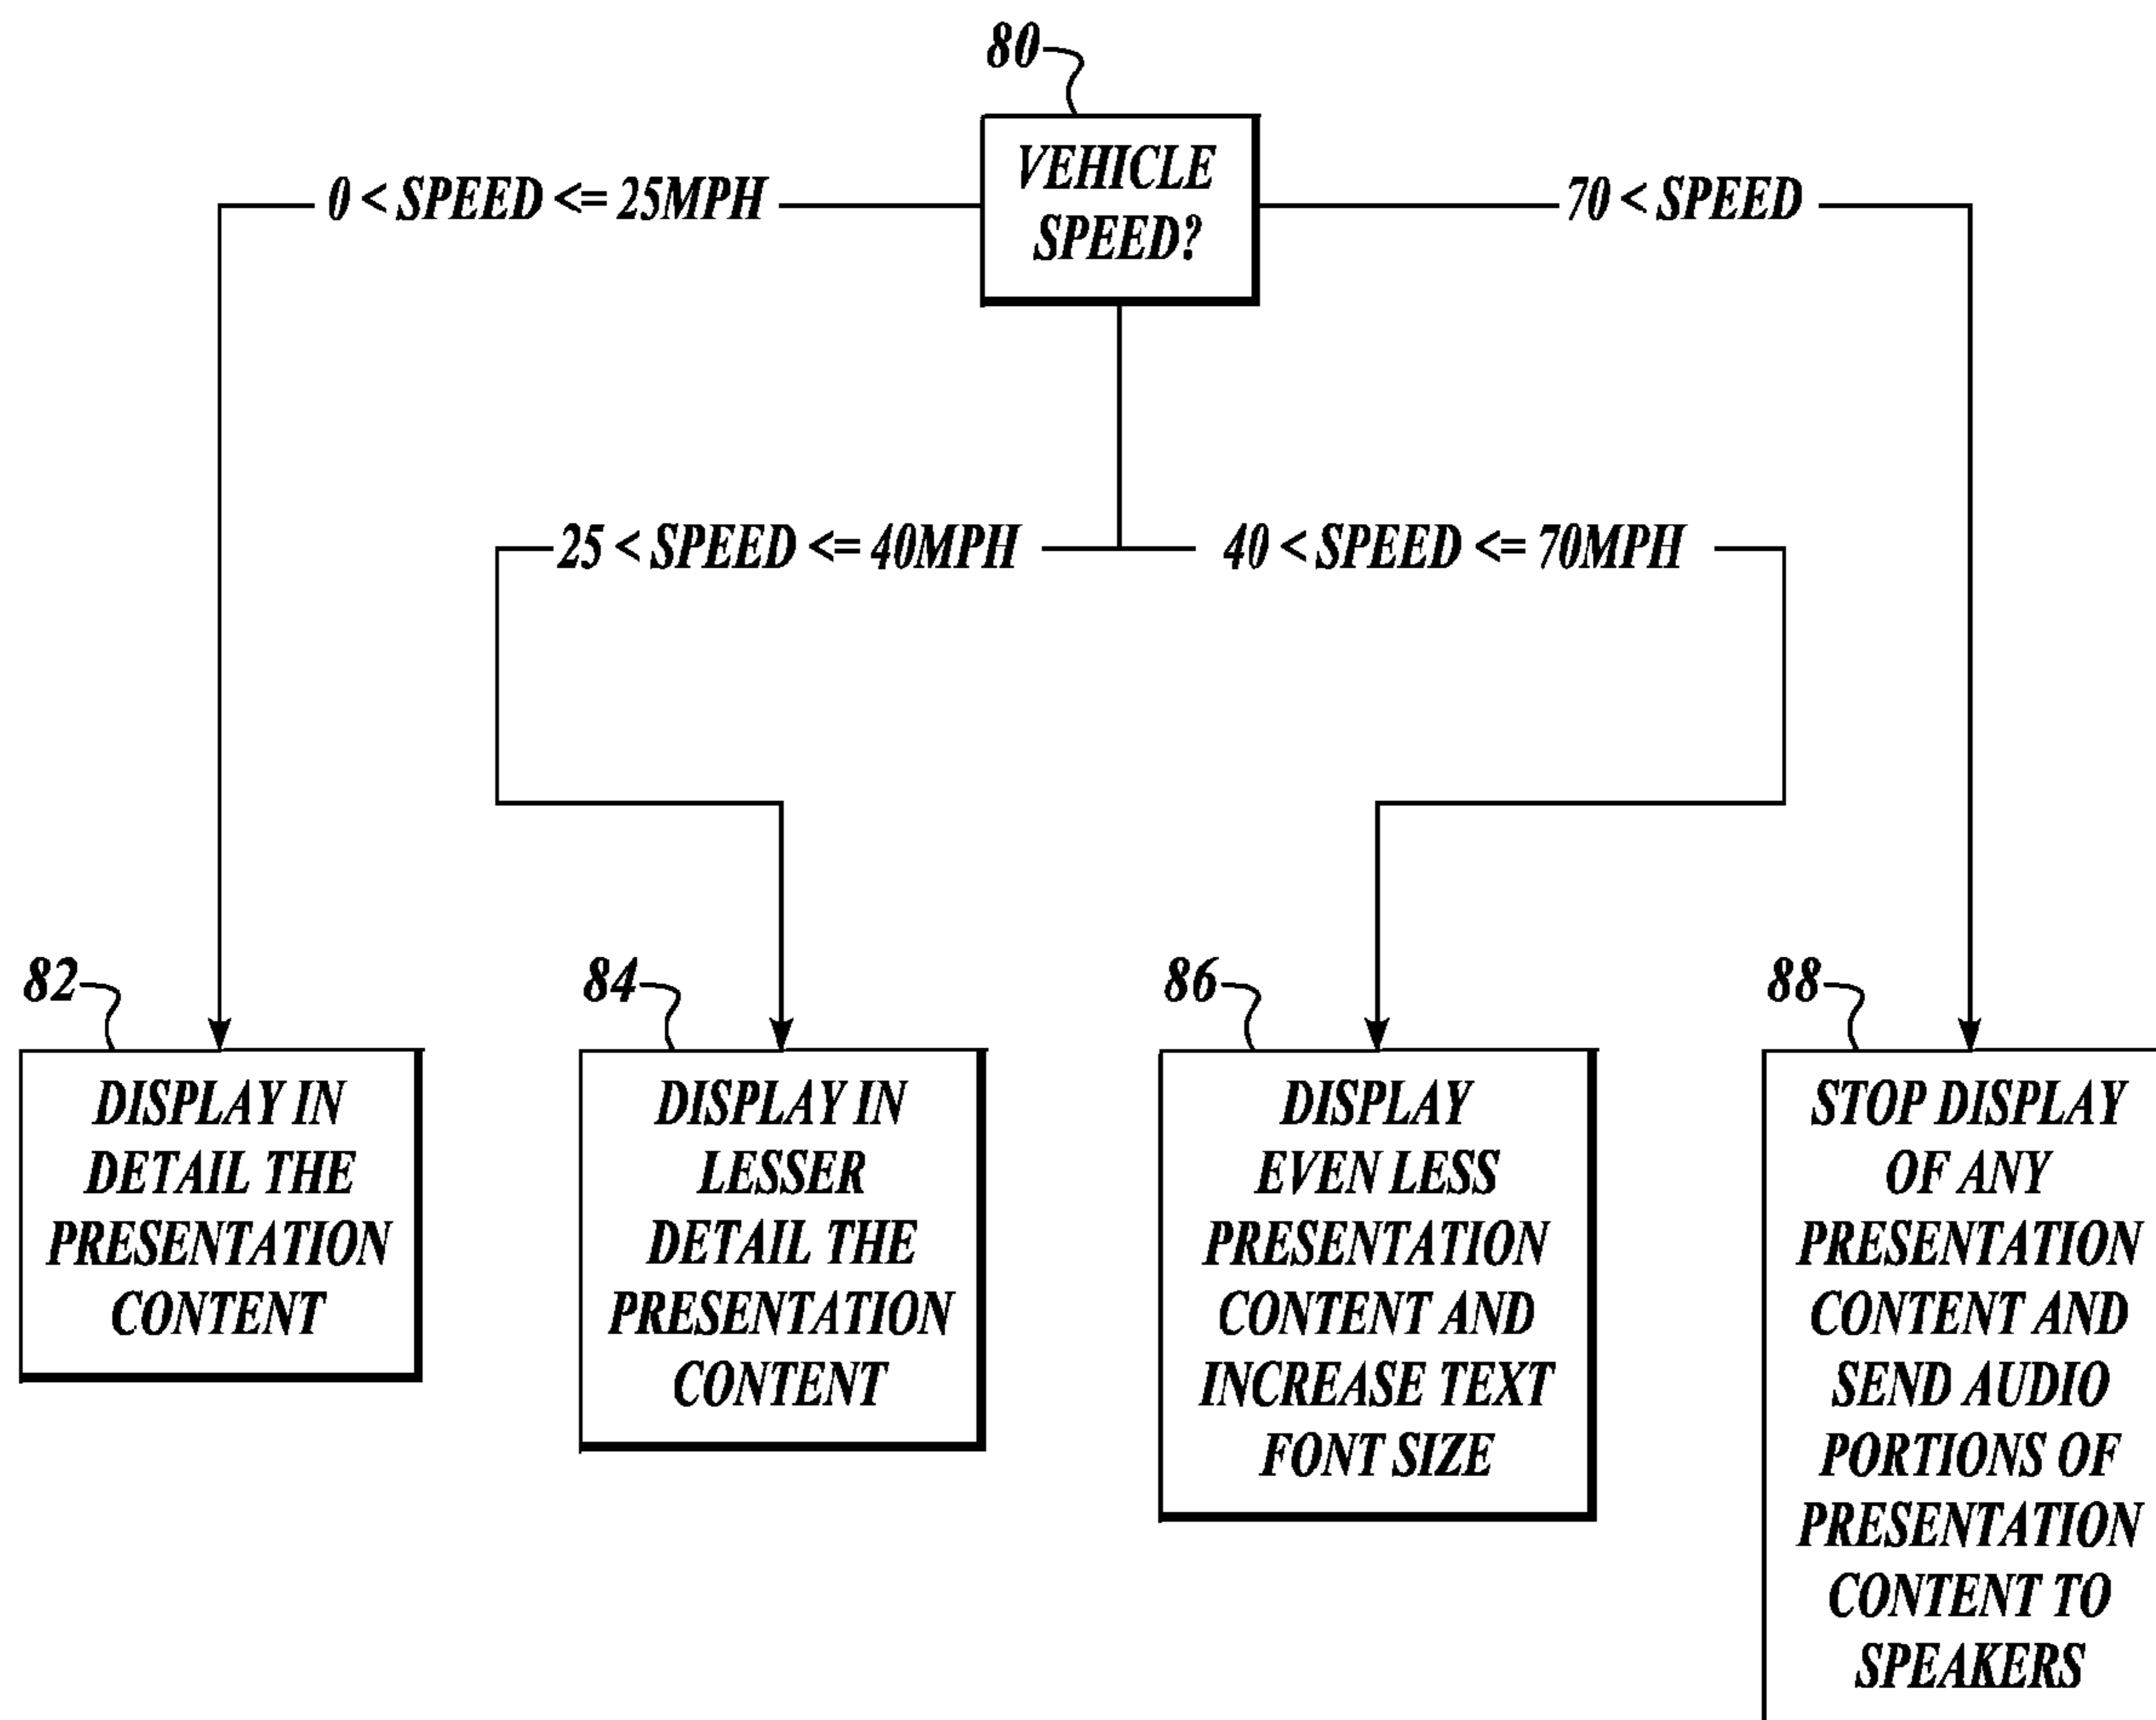 80
VEHICLE
SPEED?
0 < SPEED <= 25MPH
70 < SPEED
25 < SPEED <= 40MPH
40 < SPEED <= 70MPH
82
DISPLAY IN
DETAIL THE
PRESENTATION
CONTENT
84
DISPLAY IN
LESSER
DETAIL THE
PRESENTATION
CONTENT
86
DISPLAY
EVEN LESS
PRESENTATION
CONTENT AND
INCREASE TEXT
FONT SIZE
88
STOP DISPLAY
OF ANY
PRESENTATION
CONTENT AND
SEND AUDIO
PORTIONS OF
PRESENTATION
CONTENT TO
SPEAKERS